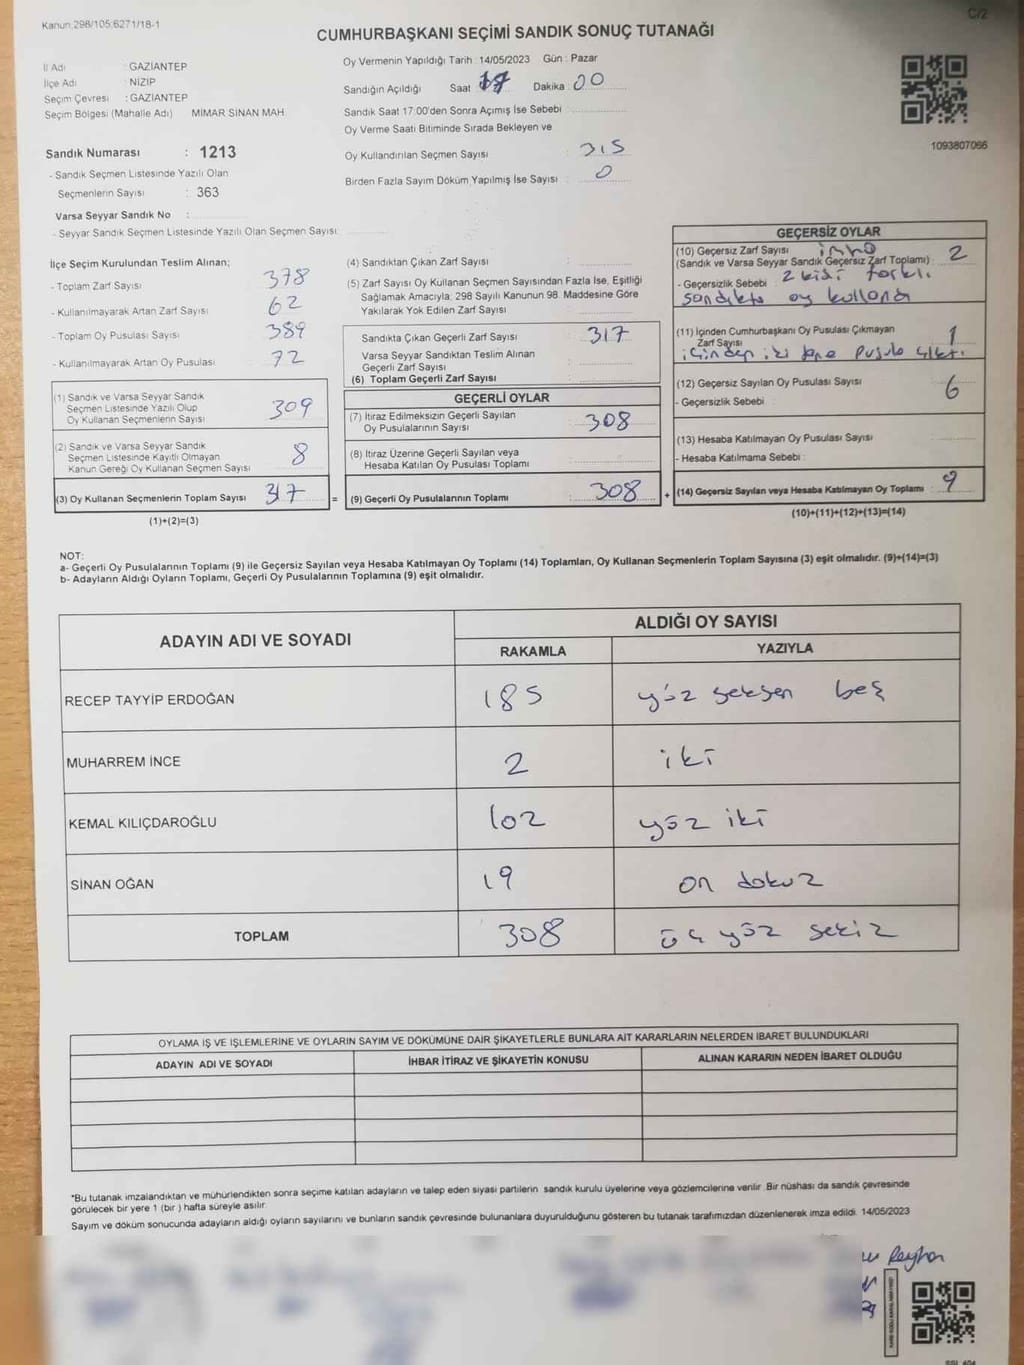 Kanun:298/105;6271/18-1
C/2
CUMHURBAŞKANI SEÇİMİ SANDIK SONUÇ TUTANAĞI
İl Adı : GAZİANTEP
İlçe Adı : NİZİP
Seçim Çevresi : GAZİANTEP
Seçim Bölgesi (Mahalle Adı) MİMAR SİNAN MAH.
Sandık Numarası : 1213
- Sandık Seçmen Listesinde Yazılı Olan
Seçmenlerin Sayısı : 363
Varsa Seyyar Sandık No :
- Seyyar Sandık Seçmen Listesinde Yazılı Olan Seçmen Sayısı:
Oy Vermenin Yapıldığı Tarih : 14/05/2023 Gün : Pazar
Sandığın Açıldığı Saat 17 Dakika : 00
Sandık Saat 17:00'den Sonra Açımış İse Sebebi
Oy Verme Saati Bitiminde Sırada Bekleyen ve
Oy Kullandırılan Seçmen Sayısı : 315
Birden Fazla Sayım Döküm Yapılmış İse Sayısı : 0
1093807066
İlçe Seçim Kurulundan Teslim Alınan;
- Toplam Zarf Sayısı : 378
- Kullanılmayarak Artan Zarf Sayısı : 62
- Toplam Oy Pusulası Sayısı : 389
- Kullanılmayarak Artan Oy Pusulası : 72
(1) Sandık ve Varsa Seyyar Sandık
Seçmen Listesinde Yazılı Olup
Oy Kullanan Seçmenlerin Sayısı : 309
(2) Sandık ve Varsa Seyyar Sandık
Seçmen Listesinde Kayıtlı Olmayan
Kanun Gereği Oy Kullanan Seçmen Sayısı : 8
(3) Oy Kullanan Seçmenlerin Toplam Sayısı : 317
(1)+(2)=(3)
(4) Sandıktan Çıkan Zarf Sayısı :
(5) Zarf Sayısı Oy Kullanan Seçmen Sayısından Fazla İse, Eşitliği
Sağlamak Amacıyla; 298 Sayılı Kanunun 98. Maddesine Göre
Yakılarak Yok Edilen Zarf Sayısı :
Sandıkta Çıkan Geçerli Zarf Sayısı : 317
Varsa Seyyar Sandıktan Teslim Alınan
Geçerli Zarf Sayısı :
(6) Toplam Geçerli Zarf Sayısı :
GEÇERLİ OYLAR
(7) İtiraz Edilmeksizin Geçerli Sayılan
Oy Pusulalarının Sayısı : 308
(8) İtiraz Üzerine Geçerli Sayılan veya
Hesaba Katılan Oy Pusulası Toplamı :
= (9) Geçerli Oy Pusulalarının Toplamı : 308
GEÇERSİZ OYLAR
(10) Geçersiz Zarf Sayısı
(Sandık ve Varsa Seyyar Sandık Geçersiz Zarf Toplamı) : 2
- Geçersizlik Sebebi : 2 kişi farklı
sandıkta oy kullandı
(11) İçinden Cumhurbaşkanı Oy Pusulası Çıkmayan
Zarf Sayısı : 1
içinden iki tane pusula çıktı.
(12) Geçersiz Sayılan Oy Pusulası Sayısı : 6
- Geçersizlik Sebebi :
(13) Hesaba Katılmayan Oy Pusulası Sayısı :
- Hesaba Katılmama Sebebi :
+ (14) Geçersiz Sayılan veya Hesaba Katılmayan Oy Toplamı : 9
(10)+(11)+(12)+(13)=(14)
NOT:
a- Geçerli Oy Pusulalarının Toplamı (9) ile Geçersiz Sayılan veya Hesaba Katılmayan Oy Toplamı (14) Toplamları, Oy Kullanan Seçmenlerin Toplam Sayısına (3) eşit olmalıdır. (9)+(14)=(3)
b- Adayların Aldığı Oyların Toplamı, Geçerli Oy Pusulalarının Toplamına (9) eşit olmalıdır.
ADAYIN ADI VE SOYADI
ALDIĞI OY SAYISI
RAKAMLA YAZIYLA
RECEP TAYYİP ERDOĞAN 185 yüz seksen beş
MUHARREM İNCE 2 iki
KEMAL KILIÇDAROĞLU 102 yüz iki
SİNAN OĞAN 19 on dokuz
TOPLAM 308 üç yüz sekiz
OYLAMA İŞ VE İŞLEMLERİNE VE OYLARIN SAYIM VE DÖKÜMÜNE DAİR ŞİKAYETLERLE BUNLARA AİT KARARLARIN NELERDEN İBARET BULUNDUKLARI
ADAYIN ADI VE SOYADI İHBAR İTİRAZ VE ŞİKAYETİN KONUSU ALINAN KARARIN NEDEN İBARET OLDUĞU
*Bu tutanak imzalandıktan ve mühürlendikten sonra seçime katılan adayların ve talep eden siyasi partilerin sandık kurulu üyelerine veya gözlemcilerine verilir. Bir nüshası da sandık çevresinde
görülecek bir yere 1 (bir ) hafta süreyle asılır.
Sayım ve döküm sonucunda adayların aldığı oyların sayılarını ve bunların sandık çevresinde bulunanlara duyurulduğunu gösteren bu tutanak tarafımızdan düzenlenerek imza edildi. 14/05/2023
Reyhan